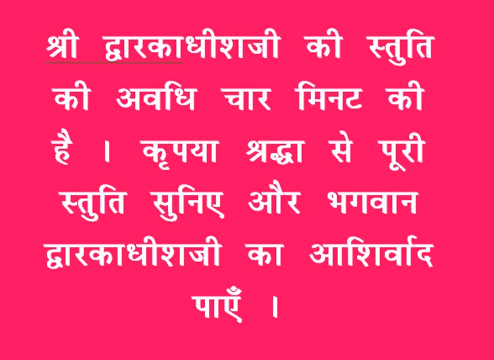 श्री द्वारकाधीशजी की स्तुति
की अवधि चार मिनट की
है । कृपया श्रद्धा से पूरी
स्तुति सुनिए और भगवान
द्वारकाधीशजी का आशिर्वाद
पाएँ ।